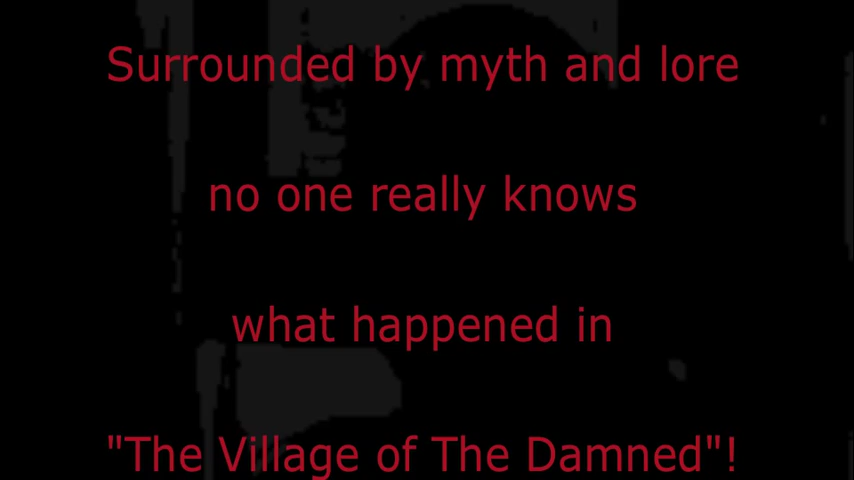 Surrounded by myth and lore
no one really knows
what happened in
"The Village of The Damned"!